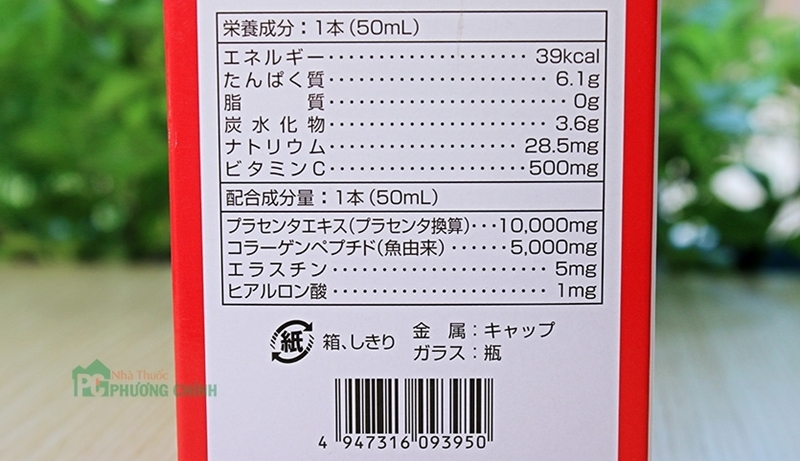 栄養成分：1本（50mL）
エネルギー・・・・・・・・・・・・・・・・・・39kcal
たんぱく質・・・・・・・・・・・・・・・・・・6.1g
脂　　　質・・・・・・・・・・・・・・・・・・0g
炭水化物・・・・・・・・・・・・・・・・・・3.6g
ナトリウム・・・・・・・・・・・・・・・・28.5mg
ビタミンC・・・・・・・・・・・・・・・・500mg
配合成分量：1本（50mL）
プラセンタエキス（プラセンタ換算）・・・10,000mg
コラーゲンペプチド（魚由来）・・・・・・5,000mg
エラスチン・・・・・・・・・・・・・・・・・・5mg
ヒアルロン酸・・・・・・・・・・・・・・・・1mg
紙 箱、しきり
金　属：キャップ
ガラス：瓶
Nhà Thuốc
PC PHƯƠNG CHÍNH
4 947316 093950